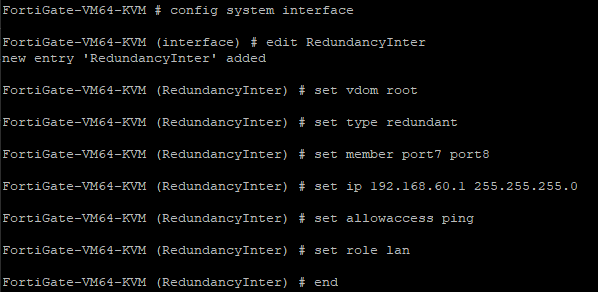 FortiGate-VM64-KVM # config system interface
FortiGate-VM64-KVM (interface) # edit RedundancyInter
new entry 'RedundancyInter' added
FortiGate-VM64-KVM (RedundancyInter) # set vdom root
FortiGate-VM64-KVM (RedundancyInter) # set type redundant
FortiGate-VM64-KVM (RedundancyInter) # set member port7 port8
FortiGate-VM64-KVM (RedundancyInter) # set ip 192.168.60.1 255.255.255.0
FortiGate-VM64-KVM (RedundancyInter) # set allowaccess ping
FortiGate-VM64-KVM (RedundancyInter) # set role lan
FortiGate-VM64-KVM (RedundancyInter) # end